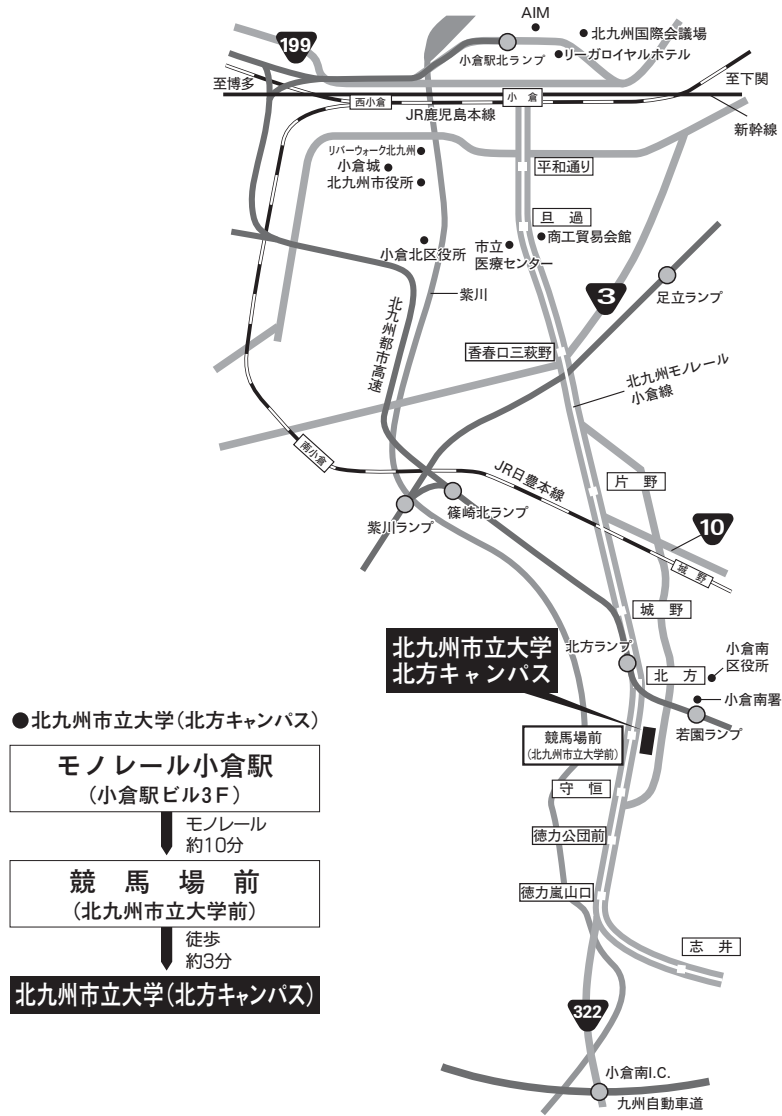 AIM
北九州国際会議場
199
小倉駅北ランプ
リーガロイヤルホテル
至博多
至下関
西小倉
小倉
JR鹿児島本線
新幹線
リバーウォーク北九州
小倉城
北九州市役所
平和通り
旦過
商工貿易会館
小倉北区役所
市立
医療センター
紫川
3
足立ランプ
北九州都市高速
香春口三萩野
北九州モノレール
小倉線
南小倉
JR日豊本線
片野
紫川ランプ
篠崎北ランプ
10
城野
城野
北九州市立大学
北方キャンパス
北方ランプ
小倉南
区役所
北方
小倉南署
若園ランプ
競馬場前
(北九州市立大学前)
守恒
徳力公団前
徳力嵐山口
志井
322
小倉南I.C.
九州自動車道
●北九州市立大学(北方キャンパス)
モノレール小倉駅
(小倉駅ビル3F)
モノレール
約10分
競馬場前
(北九州市立大学前)
徒歩
約3分
北九州市立大学(北方キャンパス)